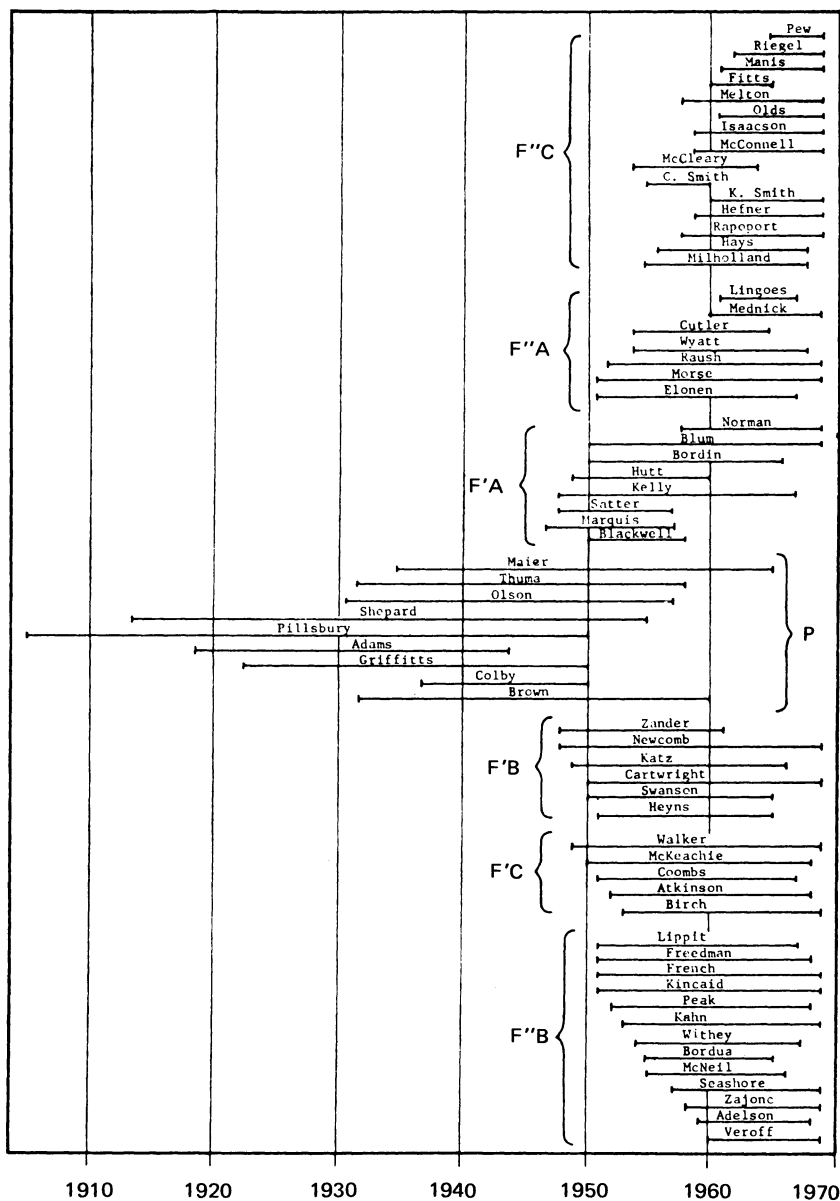 Pew
Riegel
Manis
Fitts
Melton
Olds
Isaacson
McConnell
McCleary
C. Smith
K. Smith
Hefner
Rapoport
Hays
Milholland
F''C
Lingoes
Mednick
Cutler
Wyatt
Raush
Morse
Elonen
F''A
Norman
Blum
Bordin
Hutt
Kelly
Satter
Marquis
Blackwell
F'A
Maier
Thuma
Olson
Shepard
Pillsbury
Adams
Griffitts
Colby
Brown
P
Zander
Newcomb
Katz
Cartwright
Swanson
Heyns
F'B
Walker
McKeachie
Coombs
Atkinson
Birch
F'C
Lippit
Freedman
French
Kincaid
Peak
Kahn
Withey
Bordua
McNeil
Seashore
Zajonc
Adelson
Veroff
F''B
1910 1920 1930 1940 1950 1960 1970